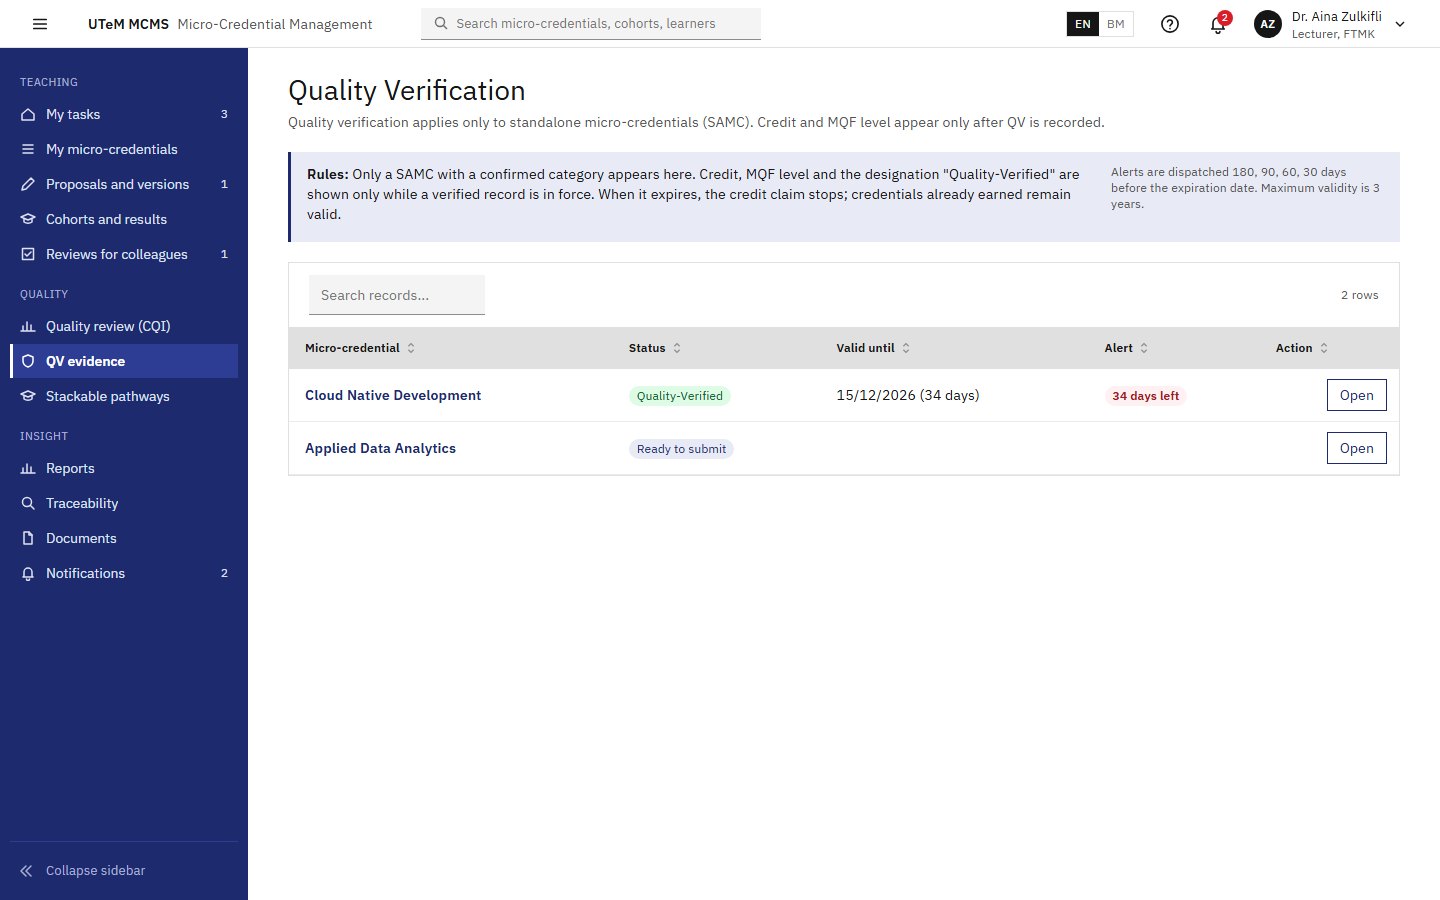 UTeM MCMS Micro-Credential Management
Search micro-credentials, cohorts, learners
EN BM
2
AZ
Dr. Aina Zulkifli
Lecturer, FTMK
TEACHING
My tasks 3
My micro-credentials
Proposals and versions 1
Cohorts and results
Reviews for colleagues 1
QUALITY
Quality review (CQI)
QV evidence
Stackable pathways
INSIGHT
Reports
Traceability
Documents
Notifications 2
Collapse sidebar
Quality Verification
Quality verification applies only to standalone micro-credentials (SAMC). Credit and MQF level appear only after QV is recorded.
Rules: Only a SAMC with a confirmed category appears here. Credit, MQF level and the designation "Quality-Verified" are
shown only while a verified record is in force. When it expires, the credit claim stops; credentials already earned remain
valid.
Alerts are dispatched 180, 90, 60, 30 days
before the expiration date. Maximum validity is 3
years.
Search records...
2 rows
Micro-credential Status Valid until Alert Action
Cloud Native Development Quality-Verified 15/12/2026 (34 days) 34 days left Open
Applied Data Analytics Ready to submit Open